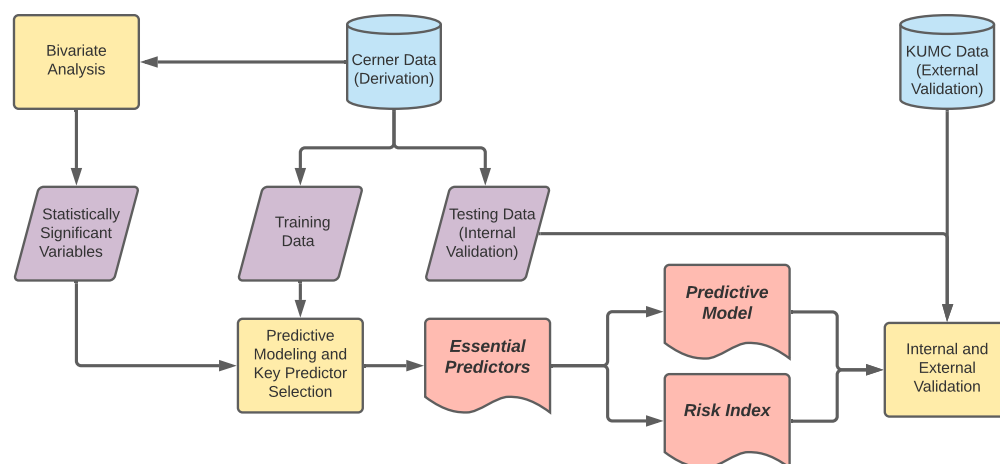 Bivariate
Analysis
Cerner Data
(Derivation)
KUMC Data
(External
Validation)
Statistically
Significant
Variables
Training
Data
Testing Data
(Internal
Validation)
Predictive
Modeling and
Key Predictor
Selection
Essential
Predictors
Predictive
Model
Risk Index
Internal and
External
Validation